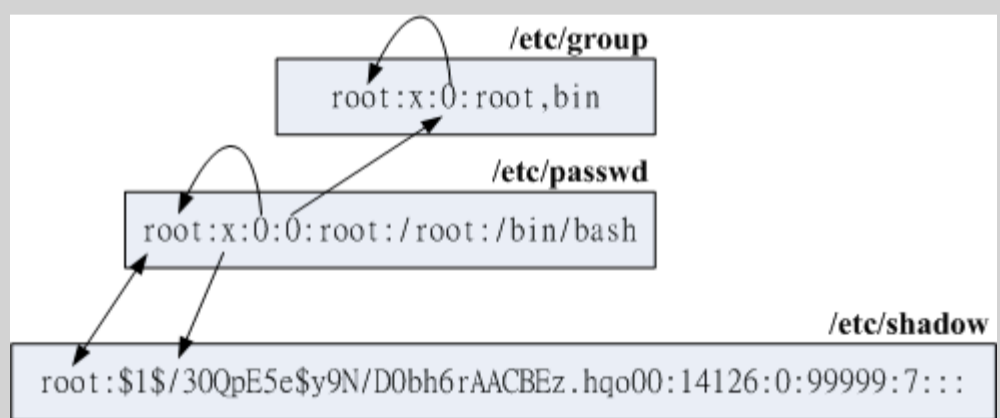 /etc/group
root:x:0:root,bin
/etc/passwd
root:x:0:0:root:/root:/bin/bash
/etc/shadow
root:$1$/30QpE5e$y9N/D0bh6rAACBEz.hqo00:14126:0:99999:7:::